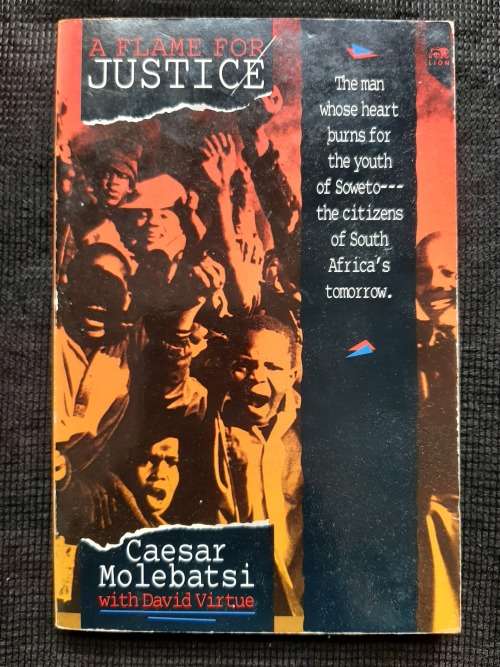 A FLAME FOR
JUSTICE
LION
The man
whose heart
burns for
the youth
of Soweto---
the citizens
of South
Africa's
tomorrow.
Caesar
Molebatsi
with David Virtue